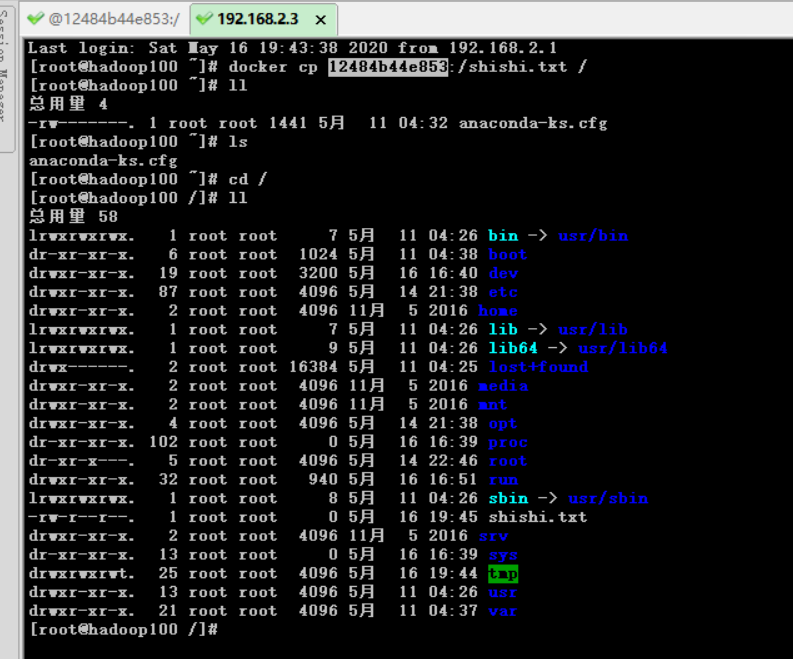 Session Manager
@12484b44e853:/ 192.168.2.3 ×
Last login: Sat May 16 19:43:38 2020 from 192.168.2.1
[root@hadoop100 ~]# docker cp 12484b44e853:/shishi.txt /
[root@hadoop100 ~]# ll
总用量 4
-rw-------. 1 root root 1441 5月  11 04:32 anaconda-ks.cfg
[root@hadoop100 ~]# ls
anaconda-ks.cfg
[root@hadoop100 ~]# cd /
[root@hadoop100 /]# ll
总用量 58
lrwxrwxrwx.   1 root root     7 5月  11 04:26 bin -> usr/bin
dr-xr-xr-x.   6 root root  1024 5月  11 04:38 boot
drwxr-xr-x.  19 root root  3200 5月  16 16:40 dev
drwxr-xr-x.  87 root root  4096 5月  14 21:38 etc
drwxr-xr-x.   2 root root  4096 11月   5 2016 home
lrwxrwxrwx.   1 root root     7 5月  11 04:26 lib -> usr/lib
lrwxrwxrwx.   1 root root     9 5月  11 04:26 lib64 -> usr/lib64
drwx------.   2 root root 16384 5月  11 04:25 lost+found
drwxr-xr-x.   2 root root  4096 11月   5 2016 media
drwxr-xr-x.   2 root root  4096 11月   5 2016 mnt
drwxr-xr-x.   4 root root  4096 5月  14 21:38 opt
dr-xr-xr-x. 102 root root     0 5月  16 16:39 proc
dr-xr-x---.   5 root root  4096 5月  14 22:46 root
drwxr-xr-x.  32 root root   940 5月  16 16:51 run
lrwxrwxrwx.   1 root root     8 5月  11 04:26 sbin -> usr/sbin
-rw-r--r--.   1 root root     0 5月  16 19:45 shishi.txt
drwxr-xr-x.   2 root root  4096 11月   5 2016 srv
dr-xr-xr-x.  13 root root     0 5月  16 16:39 sys
drwxrwxrwt.  25 root root  4096 5月  16 19:44 tmp
drwxr-xr-x.  13 root root  4096 5月  11 04:26 usr
drwxr-xr-x.  21 root root  4096 5月  11 04:37 var
[root@hadoop100 /]#